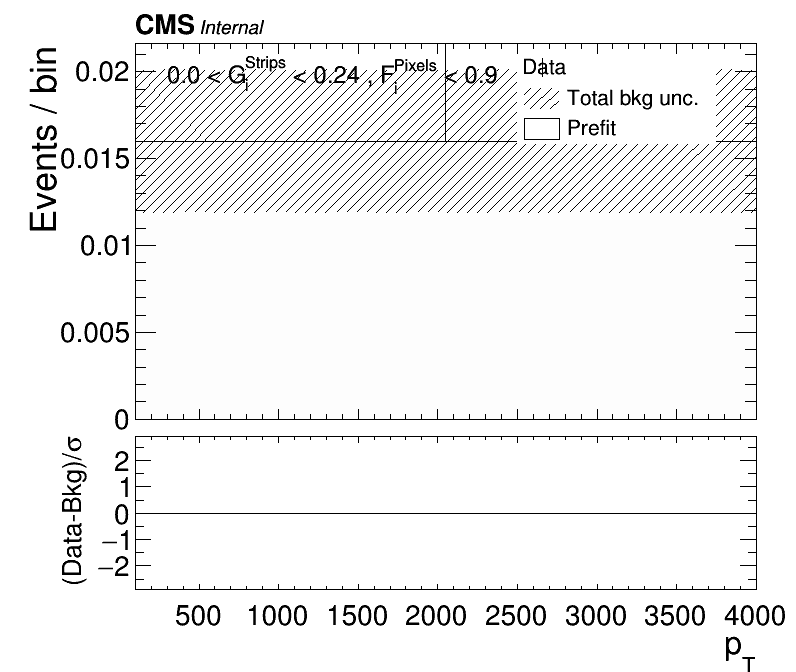 CMS Internal
Events / bin
0.02
0.015
0.01
0.005
0
0.0 < G_i^Strips < 0.24 , F_i^Pixels < 0.9
Data
Total bkg unc.
Prefit
(Data-Bkg)/σ
2
1
0
−1
−2
500 1000 1500 2000 2500 3000 3500 4000
p_T